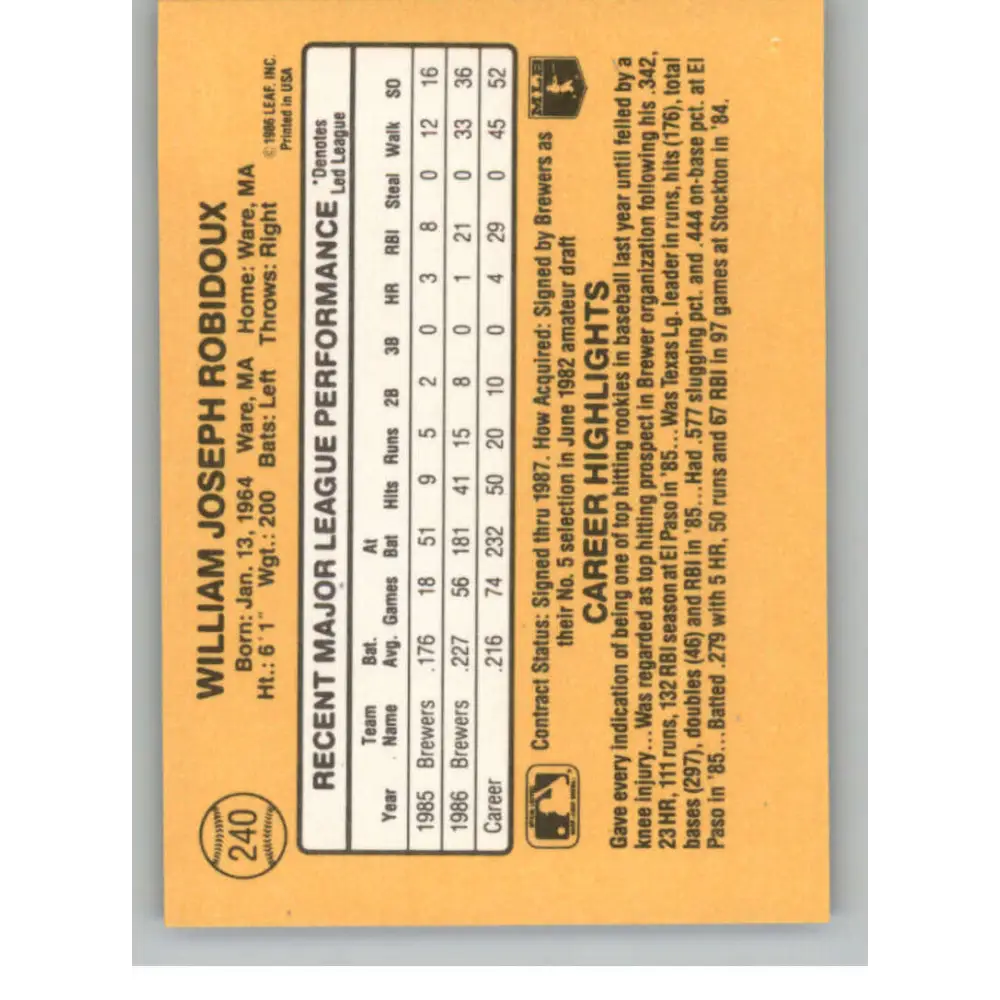 240
WILLIAM JOSEPH ROBIDOUX
Born: Jan. 13, 1964 Ware, MA Home: Ware, MA
Ht.: 6'1" Wgt.: 200 Bats: Left Throws: Right
© 1986 LEAF, INC.
Printed in USA
RECENT MAJOR LEAGUE PERFORMANCE *Denotes Led League
Year Team Name Bat. Avg. Games At Bat Hits Runs 2B 3B HR RBI Steal Walk SO
1985 Brewers .176 18 51 9 5 2 0 3 8 0 12 16
1986 Brewers .227 56 181 41 15 8 0 1 21 0 33 36
Career .216 74 232 50 20 10 0 4 29 0 45 52
Contract Status: Signed thru 1987. How Acquired: Signed by Brewers as
their No. 5 selection in June 1982 amateur draft
MLB
CAREER HIGHLIGHTS
Gave every indication of being one of top hitting rookies in baseball last year until felled by a
knee injury...Was regarded as top hitting prospect in Brewer organization following his .342,
23 HR, 111 runs, 132 RBI season at El Paso in '85...Was Texas Lg. leader in runs, hits (176), total
bases (297), doubles (46) and RBI in '85...Had .577 slugging pct. and .444 on-base pct. at El
Paso in '85...Batted .279 with 5 HR, 50 runs and 67 RBI in 97 games at Stockton in '84.